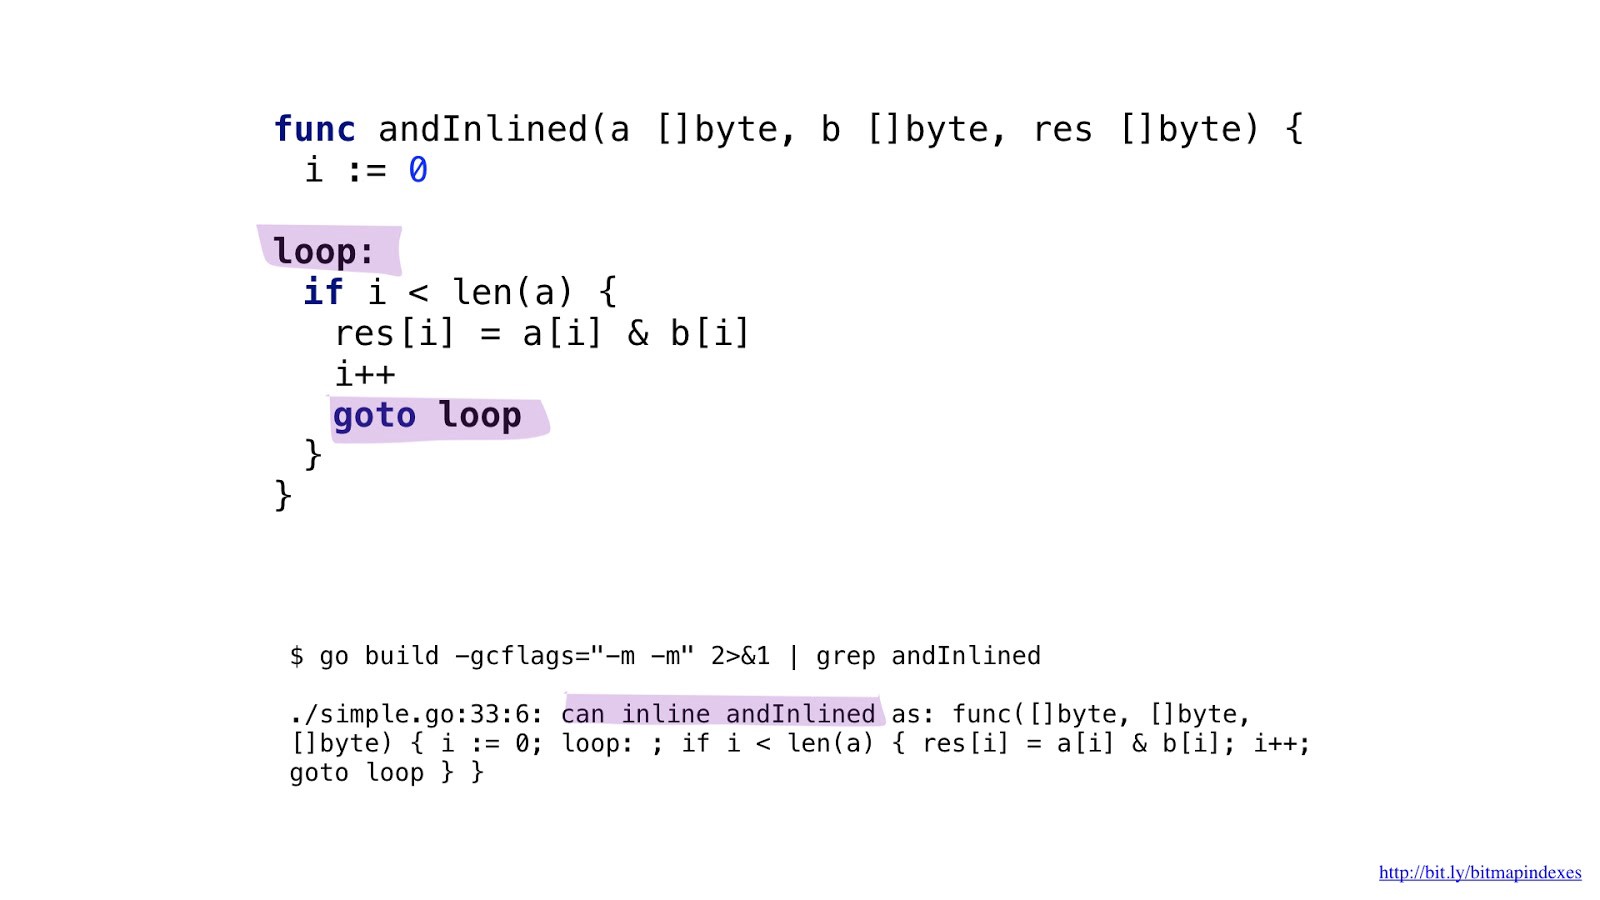 func andInlined(a []byte, b []byte, res []byte) {
i := 0
loop:
if i < len(a) {
res[i] = a[i] & b[i]
i++
goto loop
}
}
$ go build -gcflags="-m -m" 2>&1 | grep andInlined
./simple.go:33:6: can inline andInlined as: func([]byte, []byte,
[]byte) { i := 0; loop: ; if i < len(a) { res[i] = a[i] & b[i]; i++;
goto loop } }
http://bit.ly/bitmapindexes